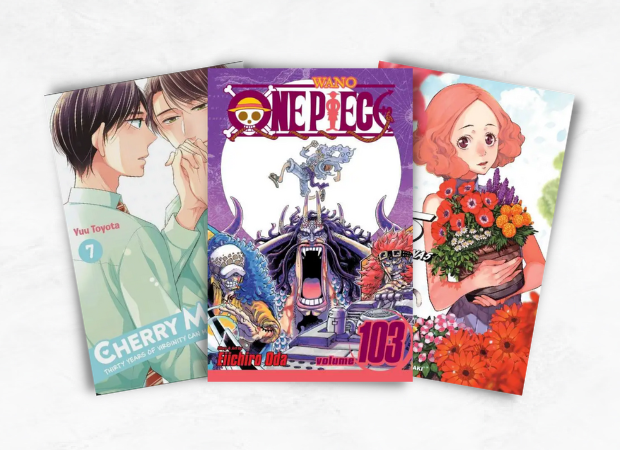 Yuu Toyota
7
CHERRY M
THIRTY YEARS OF VIRGINITY CAN
WANO
ONE PIECE
Eiichiro Oda
volume 103
AKI